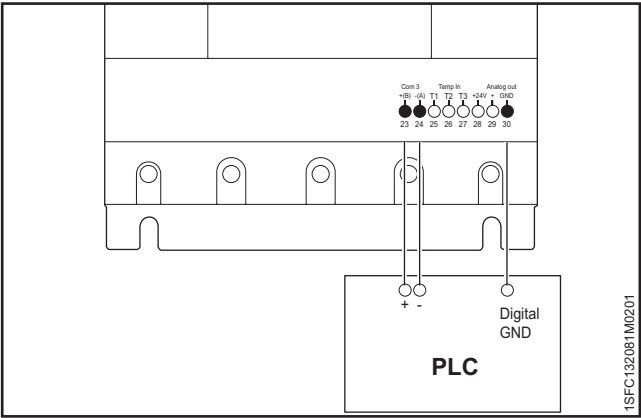 Com 3 Temp In Analog out
+(B) -(A) T1 T2 T3 +24V + GND
23 24 25 26 27 28 29 30
+ -
Digital
GND
PLC
1SFC132081M0201